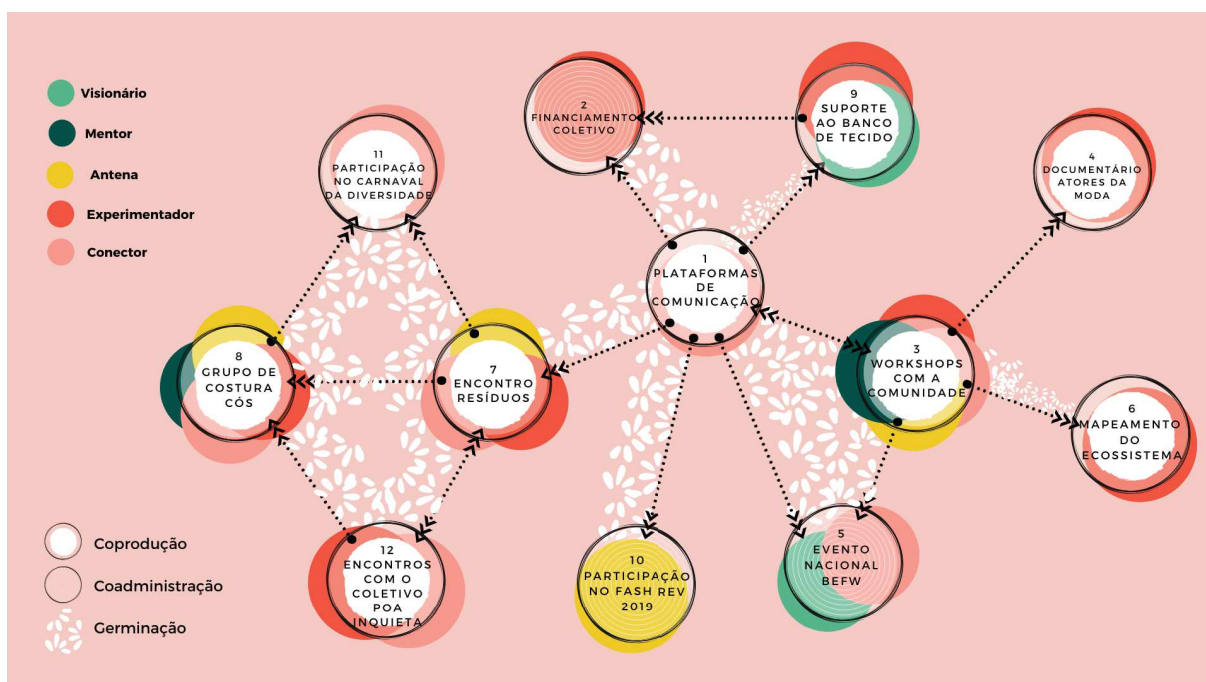 Visionário
Mentor
Antena
Experimentador
Conector
11
PARTICIPAÇÃO
NO CARNAVAL
DA DIVERSIDADE
2
FINANCIAMENTO
COLETIVO
9
SUPORTE
AO BANCO
DE TECIDO
4
DOCUMENTÁRIO
ATORES DA
MODA
1
PLATAFORMAS
DE
COMUNICAÇÃO
8
GRUPO DE
COSTURA
CÓS
7
ENCONTRO
RESÍDUOS
3
WORKSHOPS
COM A
COMUNIDADE
6
MAPEAMENTO
DO
ECOSSISTEMA
12
ENCONTROS
COM O
COLETIVO
POA
INQUIETA
10
PARTICIPAÇÃO
NO FASH REV
2019
5
EVENTO
NACIONAL
BEFW
Coprodução
Coadministração
Germinação